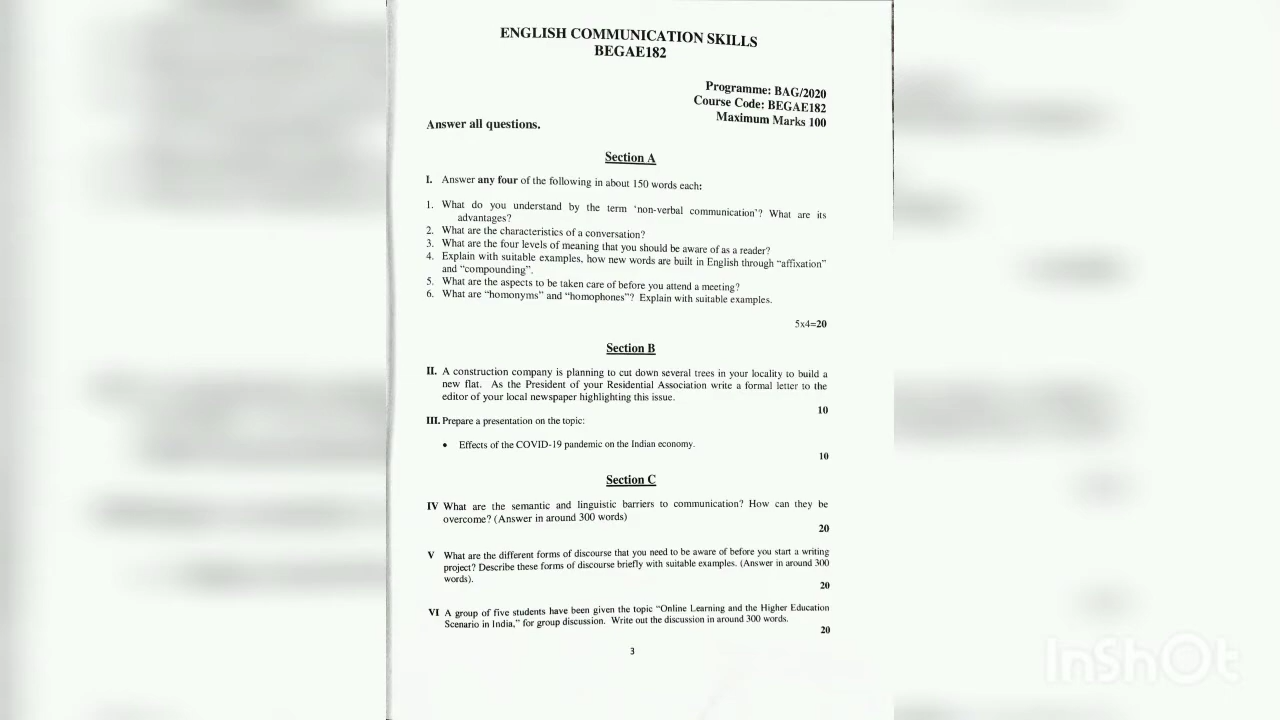 ENGLISH COMMUNICATION SKILLS
BEGAE182
Programme: BAG/2020
Course Code: BEGAE182
Maximum Marks 100
Answer all questions.
Section A
I. Answer any four of the following in about 150 words each:
1. What do you understand by the term 'non-verbal communication'? What are its
advantages?
2. What are the characteristics of a conversation?
3. What are the four levels of meaning that you should be aware of as a reader?
4. Explain with suitable examples, how new words are built in English through "affixation"
and "compounding".
5. What are the aspects to be taken care of before you attend a meeting?
6. What are "homonyms" and "homophones"? Explain with suitable examples.
5x4=20
Section B
II. A construction company is planning to cut down several trees in your locality to build a
new flat. As the President of your Residential Association write a formal letter to the
editor of your local newspaper highlighting this issue.
10
III. Prepare a presentation on the topic:
• Effects of the COVID-19 pandemic on the Indian economy.
10
Section C
IV What are the semantic and linguistic barriers to communication? How can they be
overcome? (Answer in around 300 words)
20
V What are the different forms of discourse that you need to be aware of before you start a writing
project? Describe these forms of discourse briefly with suitable examples. (Answer in around 300
words).
20
VI A group of five students have been given the topic "Online Learning and the Higher Education
Scenario in India," for group discussion. Write out the discussion in around 300 words.
20
3
InShOt